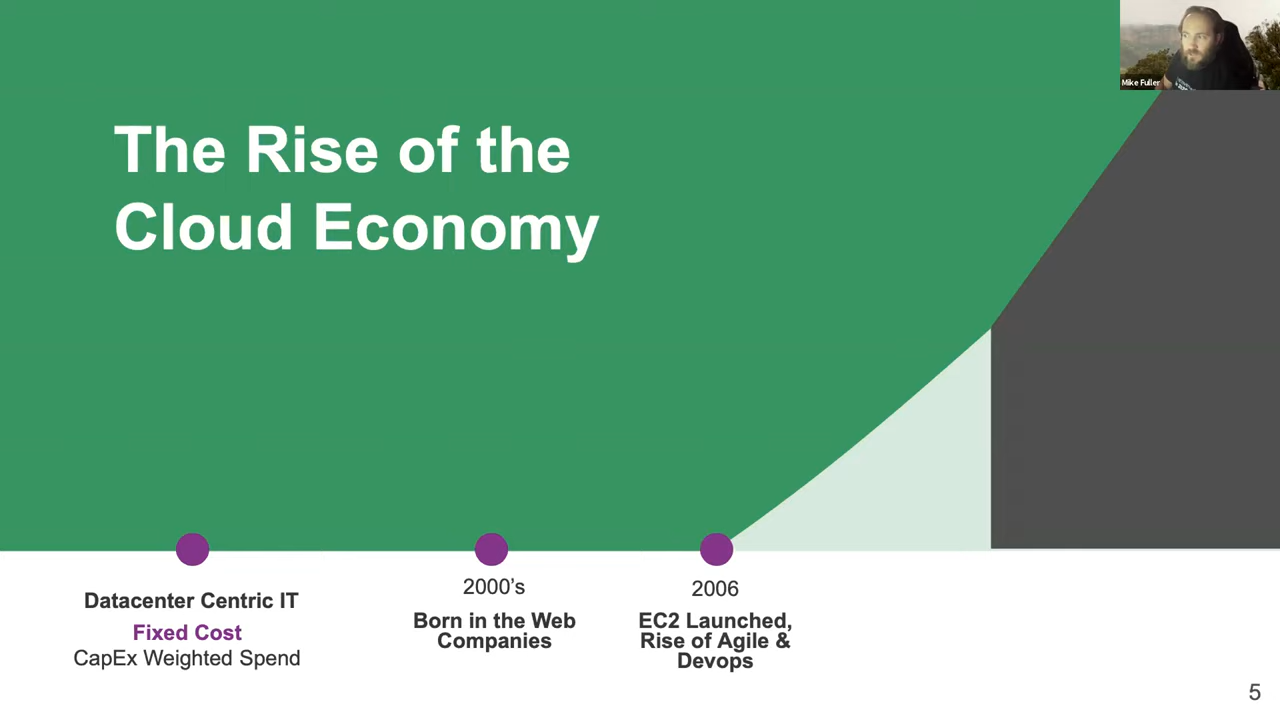 Mike Fuller
The Rise of the
Cloud Economy
Datacenter Centric IT
Fixed Cost
CapEx Weighted Spend
2000's
Born in the Web
Companies
2006
EC2 Launched,
Rise of Agile &
Devops
5